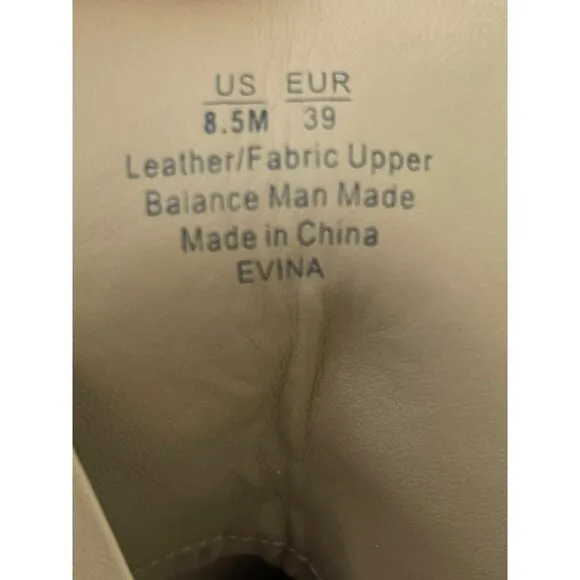 US EUR
8.5M 39
Leather/Fabric Upper
Balance Man Made
Made in China
EVINA